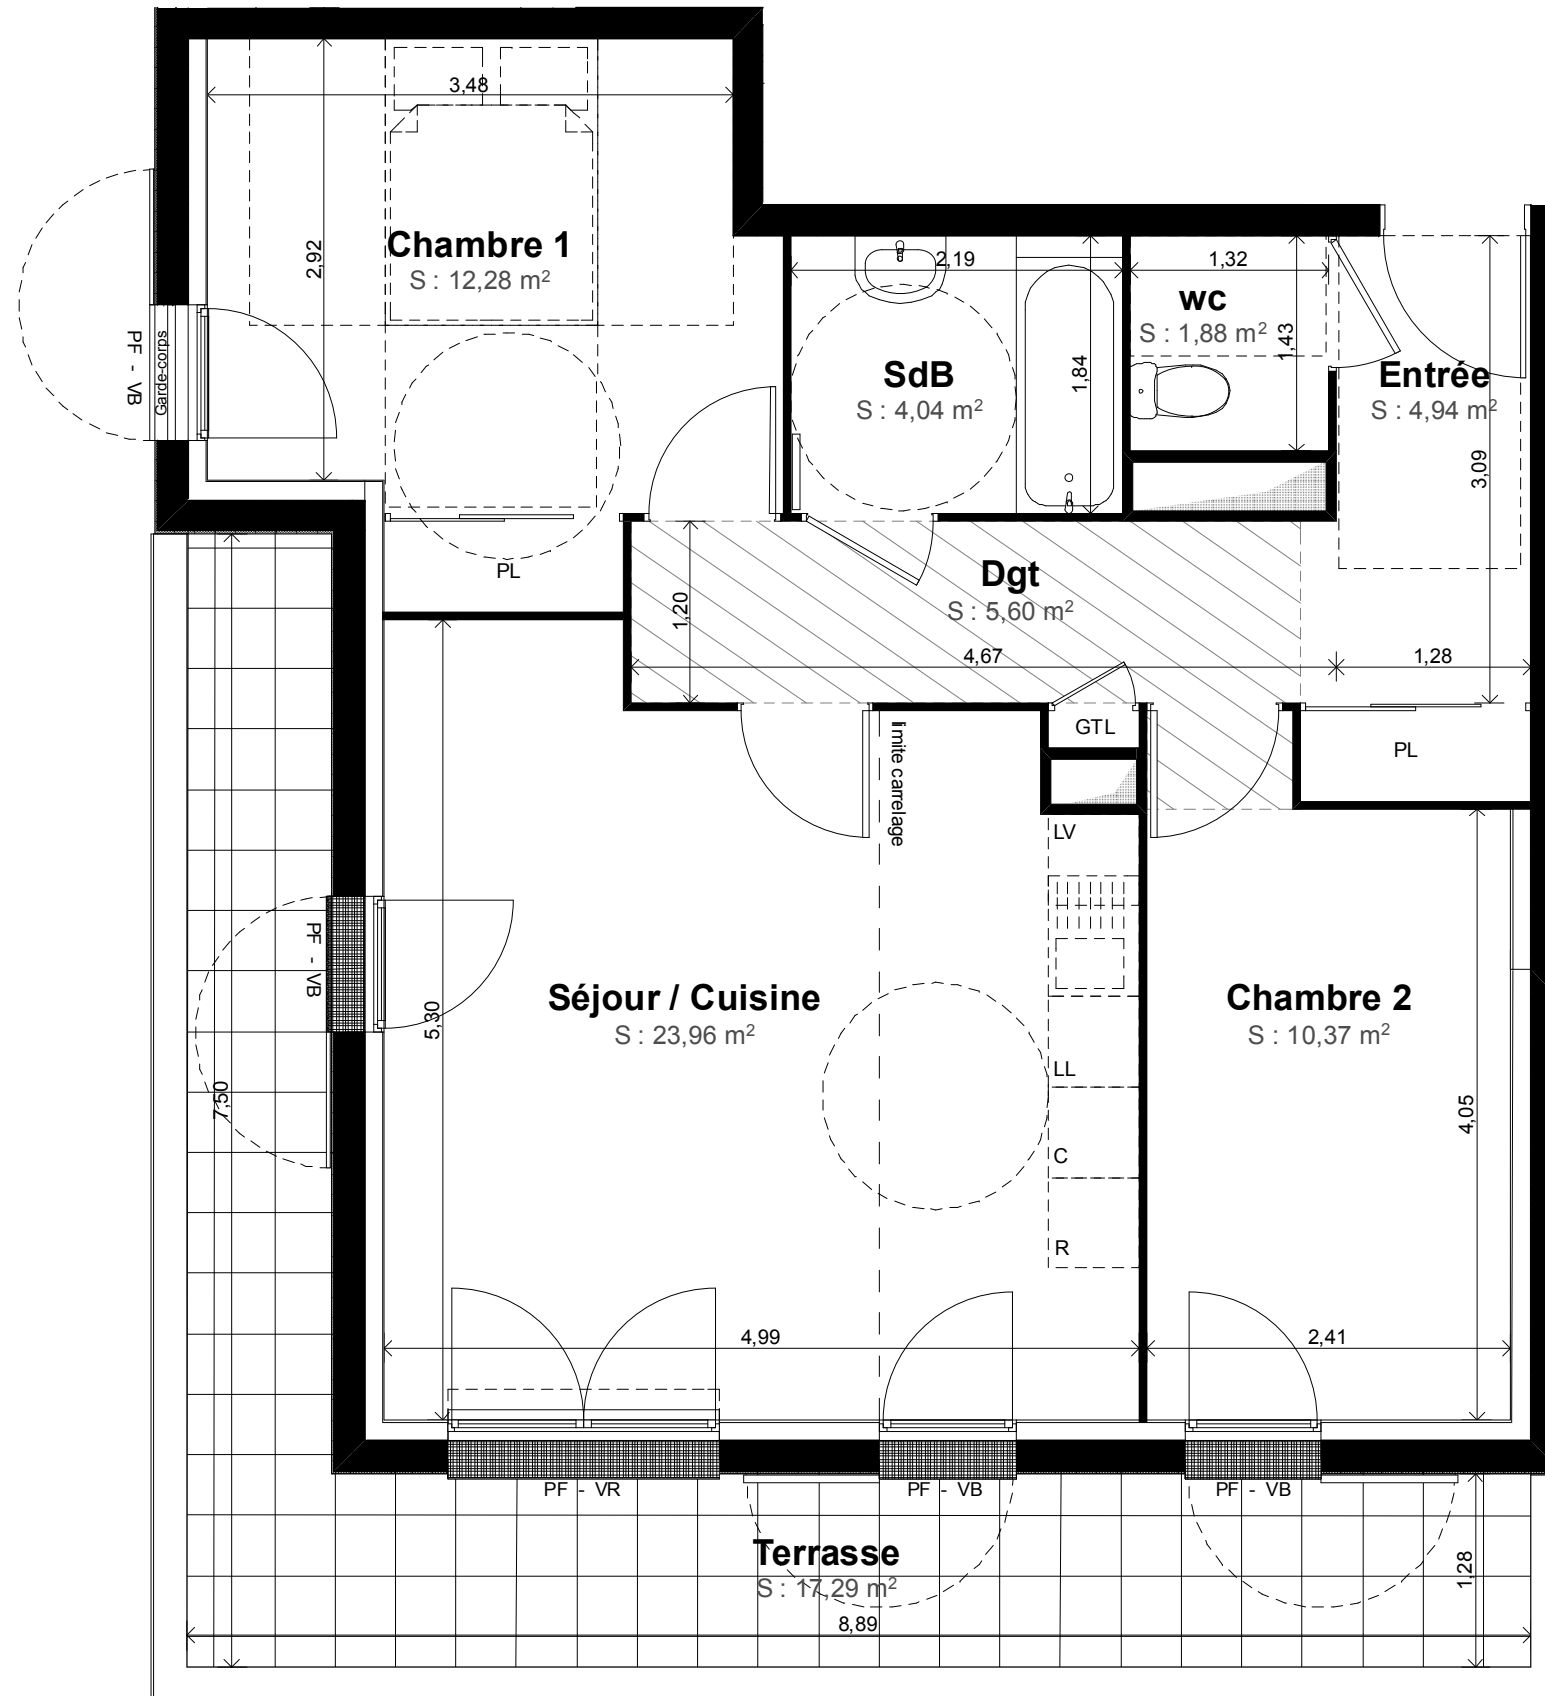 3,48
2,92
Chambre 1
S : 12,28 m²
PF - VB
Garde-corps
PL
2,19
1,84
SdB
S : 4,04 m²
1,32
wc
S : 1,88 m²
1,43
Entrée
S : 4,94 m²
3,09
Dgt
S : 5,60 m²
1,20
4,67
1,28
GTL
PL
limite carrelage
LV
PF - VB
5,30
7,50
Séjour / Cuisine
S : 23,96 m²
LL
C
R
Chambre 2
S : 10,37 m²
4,05
4,99
2,41
PF - VR
PF - VB
PF - VB
Terrasse
S : 17,29 m²
8,89
1,28